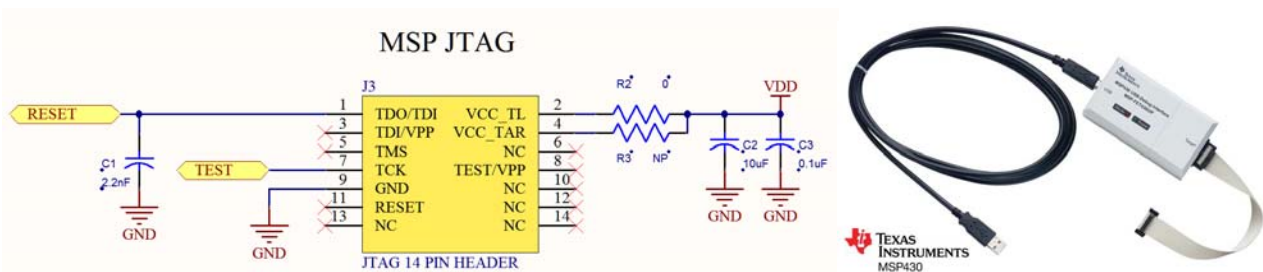 MSP JTAG
J3
RESET
1 TDO/TDI VCC_TL 2
3 TDI/VPP VCC_TAR 4
5 TMS NC 6
7 TCK TEST/VPP 8
9 GND NC 10
11 RESET NC 12
13 NC NC 14
JTAG 14 PIN HEADER
TEST
C1
2.2nF
GND
GND
R2 0
R3 NP
VDD
C2
10uF
C3
0.1uF
GND
GND
TEXAS
INSTRUMENTS
MSP430